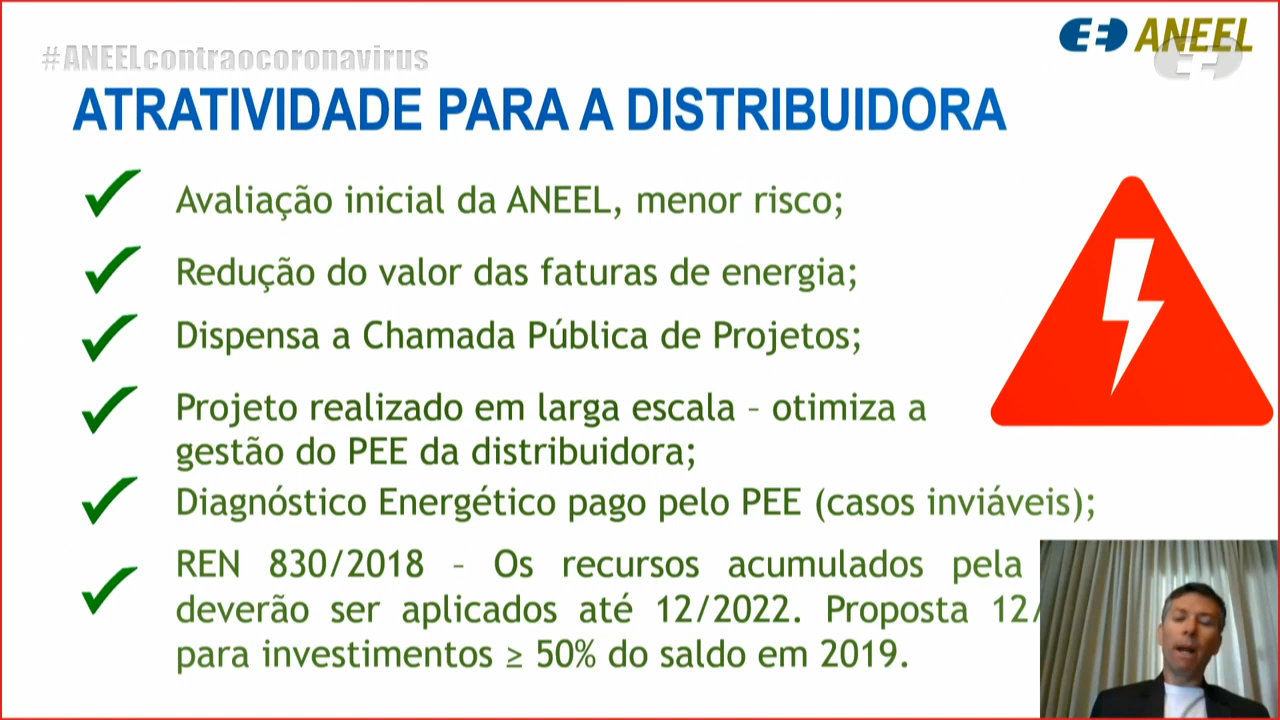 ANEEL
#ANEELcontraocoronavirus
ATRATIVIDADE PARA A DISTRIBUIDORA
Avaliação inicial da ANEEL, menor risco;
Redução do valor das faturas de energia;
Dispensa a Chamada Pública de Projetos;
Projeto realizado em larga escala – otimiza a
gestão do PEE da distribuidora;
Diagnóstico Energético pago pelo PEE (casos inviáveis);
REN 830/2018 – Os recursos acumulados pela
deverão ser aplicados até 12/2022. Proposta 12/
para investimentos ≥ 50% do saldo em 2019.